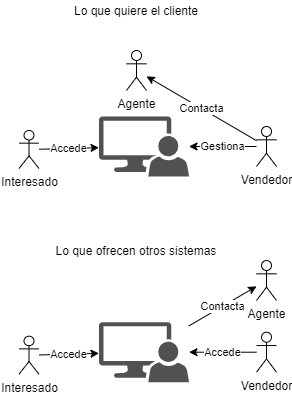 Lo que quiere el cliente
Agente
Contacta
Accede
Gestiona
Interesado
Vendedor
Lo que ofrecen otros sistemas
Contacta
Agente
Accede
Accede
Interesado
Vendedor